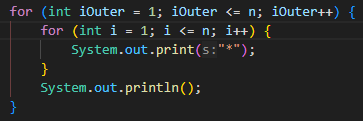 for (int iOuter = 1; iOuter <= n; iOuter++) {
    for (int i = 1; i <= n; i++) {
        System.out.print(s:"*");
    }
    System.out.println();
}